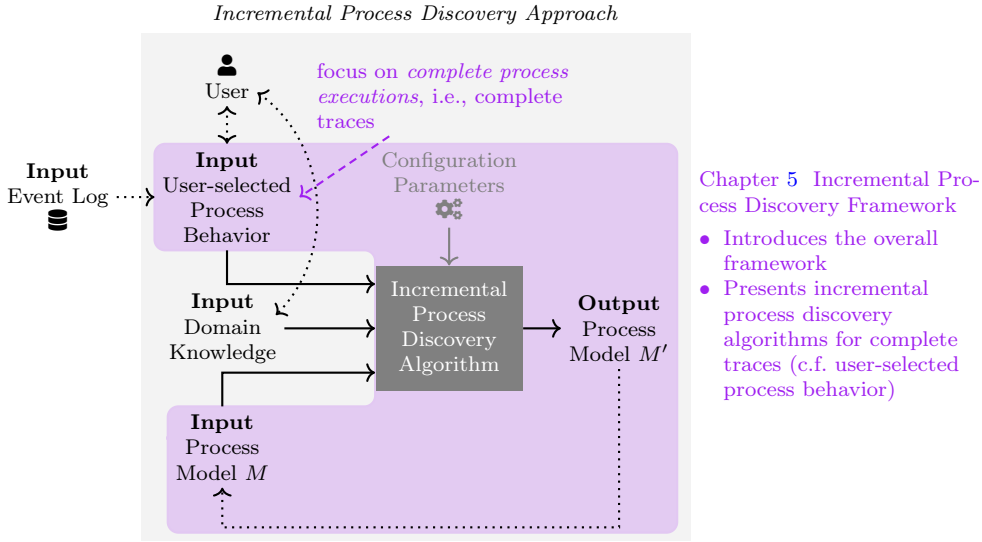 Incremental Process Discovery Approach
User
focus on complete process
executions, i.e., complete
traces
Input
Event Log
Input
User-selected
Process
Behavior
Configuration
Parameters
Input
Domain
Knowledge
Incremental
Process
Discovery
Algorithm
Output
Process
Model M′
Input
Process
Model M
Chapter 5 Incremental Pro-
cess Discovery Framework
• Introduces the overall
framework
• Presents incremental
process discovery
algorithms for complete
traces (c.f. user-selected
process behavior)